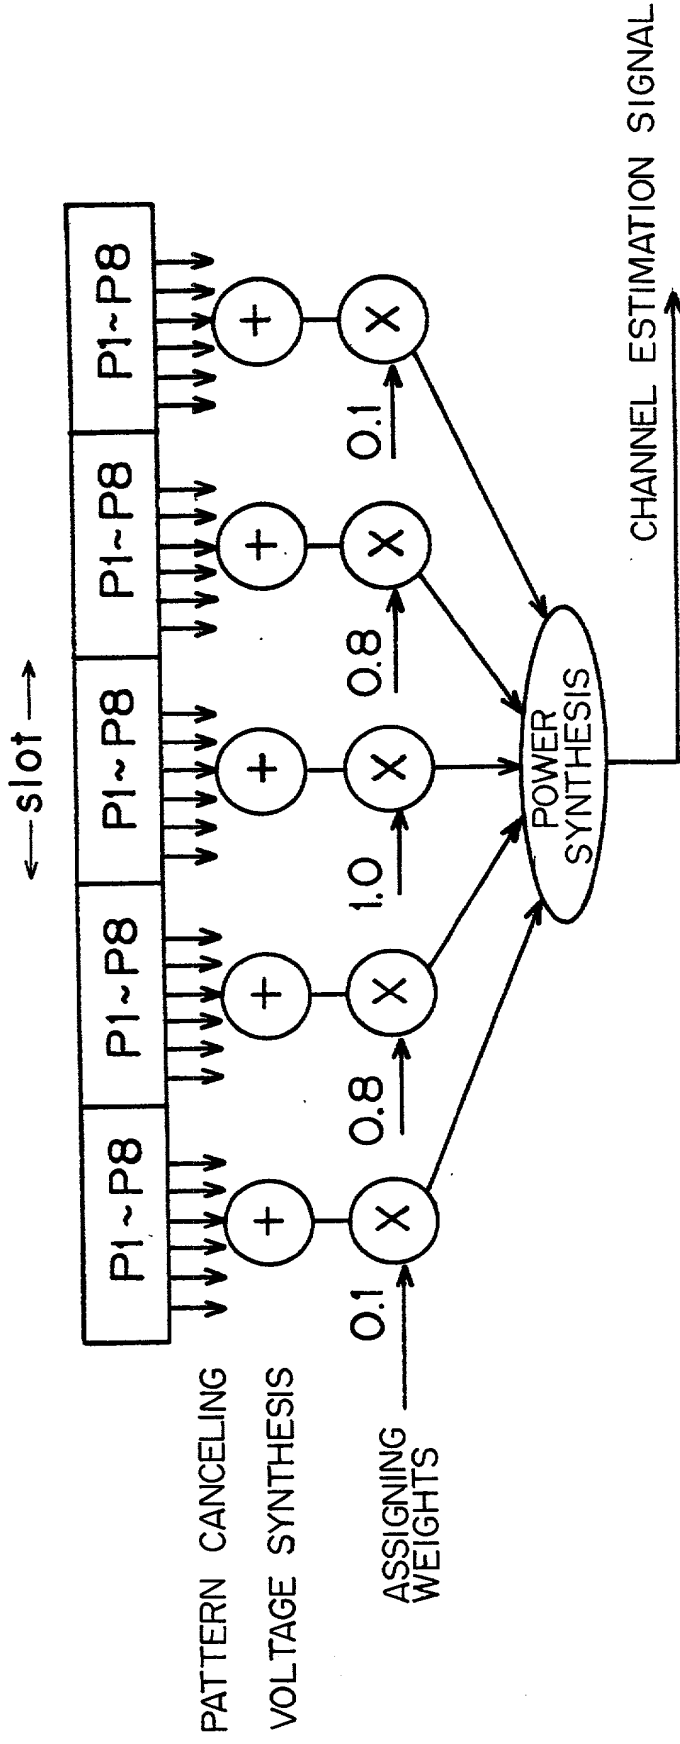 slot
P1~P8 P1~P8 P1~P8 P1~P8 P1~P8
PATTERN CANCELING
+ + + + +
VOLTAGE SYNTHESIS
0.1 0.8 1.0 0.8 0.1
X X X X X
ASSIGNING
WEIGHTS
POWER
SYNTHESIS
CHANNEL ESTIMATION SIGNAL